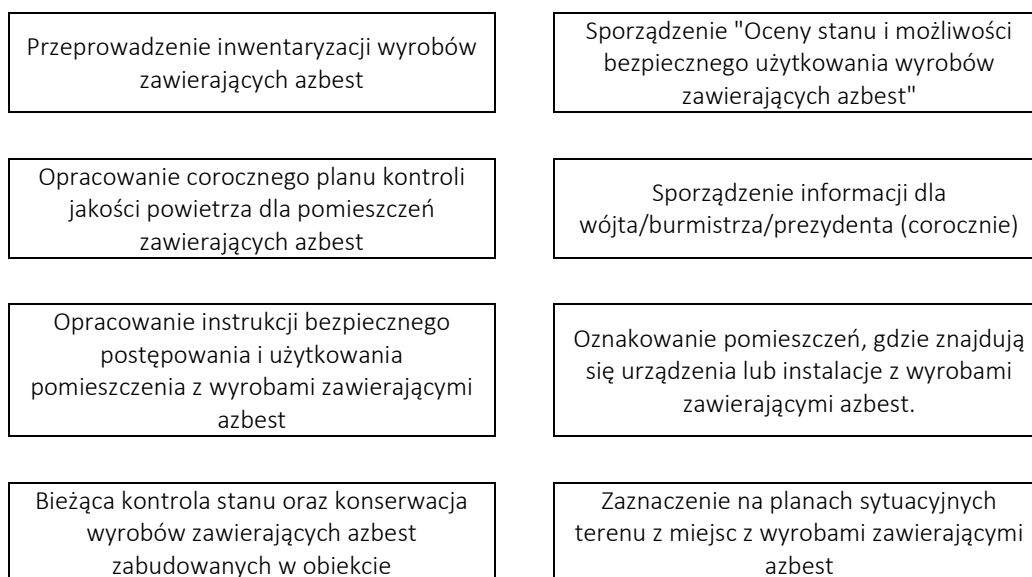 Przeprowadzenie inwentaryzacji wyrobów
zawierających azbest
Sporządzenie "Oceny stanu i możliwości
bezpiecznego użytkowania wyrobów
zawierających azbest"
Opracowanie corocznego planu kontroli
jakości powietrza dla pomieszczeń
zawierających azbest
Sporządzenie informacji dla
wójta/burmistrza/prezydenta (corocznie)
Opracowanie instrukcji bezpiecznego
postępowania i użytkowania
pomieszczenia z wyrobami zawierającymi
azbest
Oznakowanie pomieszczeń, gdzie znajdują
się urządzenia lub instalacje z wyrobami
zawierającymi azbest.
Bieżąca kontrola stanu oraz konserwacja
wyrobów zawierających azbest
zabudowanych w obiekcie
Zaznaczenie na planach sytuacyjnych
terenu z miejsc z wyrobami zawierającymi
azbest